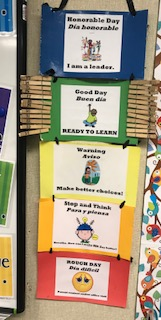 Honorable Day
Día honorable
I am a leader.
Good Day
Buen día
READY TO LEARN
Warning
Aviso
Make better choices!
Stop and Think
Para y piensa
ROUGH DAY
Día difícil